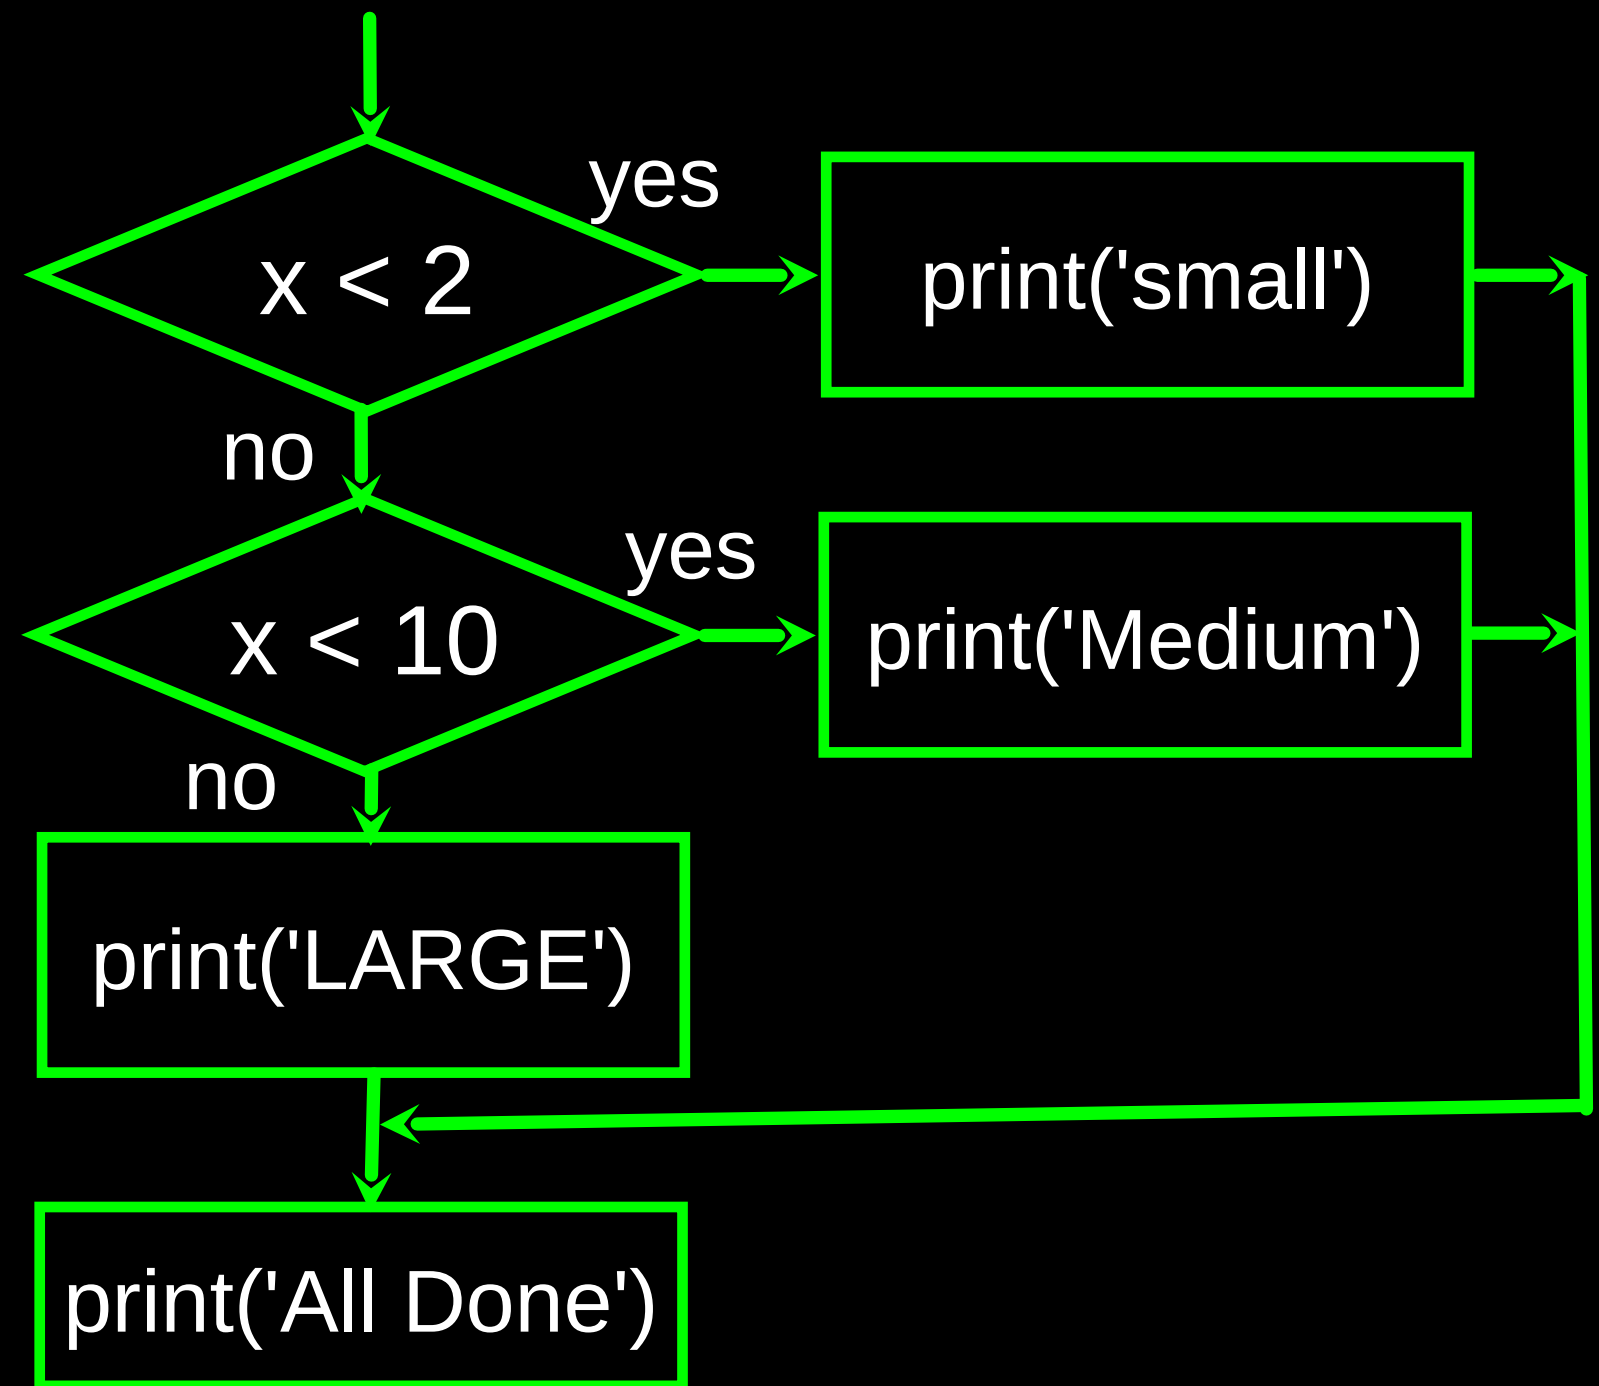 yes
x < 2
print('small')
no
yes
x < 10
print('Medium')
no
print('LARGE')
print('All Done')